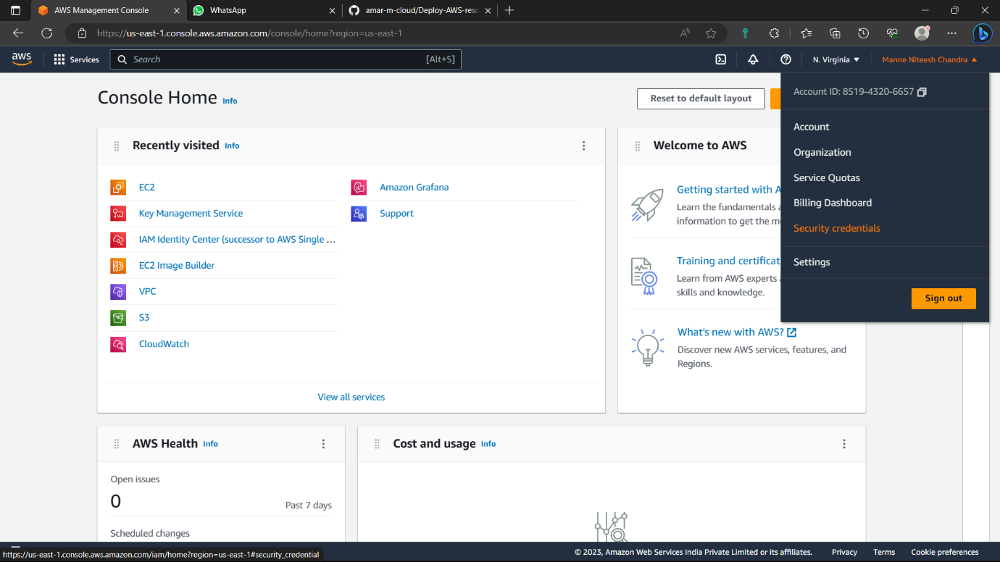 AWS Management Console
WhatsApp
amar-m-cloud/Deploy-AWS-reso
https://us-east-1.console.aws.amazon.com/console/home?region=us-east-1
aws
Services
Search
[Alt+S]
N. Virginia
Manne Niteesh Chandra
Account ID: 8519-4320-6657
Account
Organization
Service Quotas
Billing Dashboard
Security credentials
Settings
Sign out
Console Home Info
Reset to default layout
Recently visited Info
EC2
Key Management Service
IAM Identity Center (successor to AWS Single ...
EC2 Image Builder
VPC
S3
CloudWatch
Amazon Grafana
Support
View all services
Welcome to AWS
Getting started with A
Learn the fundamentals a
information to get the m
Training and certificat
Learn from AWS experts a
skills and knowledge.
What's new with AWS?
Discover new AWS services, features, and
Regions.
AWS Health Info
Open issues
0
Past 7 days
Scheduled changes
Cost and usage Info
https://us-east-1.console.aws.amazon.com/iam/home?region=us-east-1#security_credential
© 2023, Amazon Web Services India Private Limited or its affiliates.
Privacy
Terms
Cookie preferences